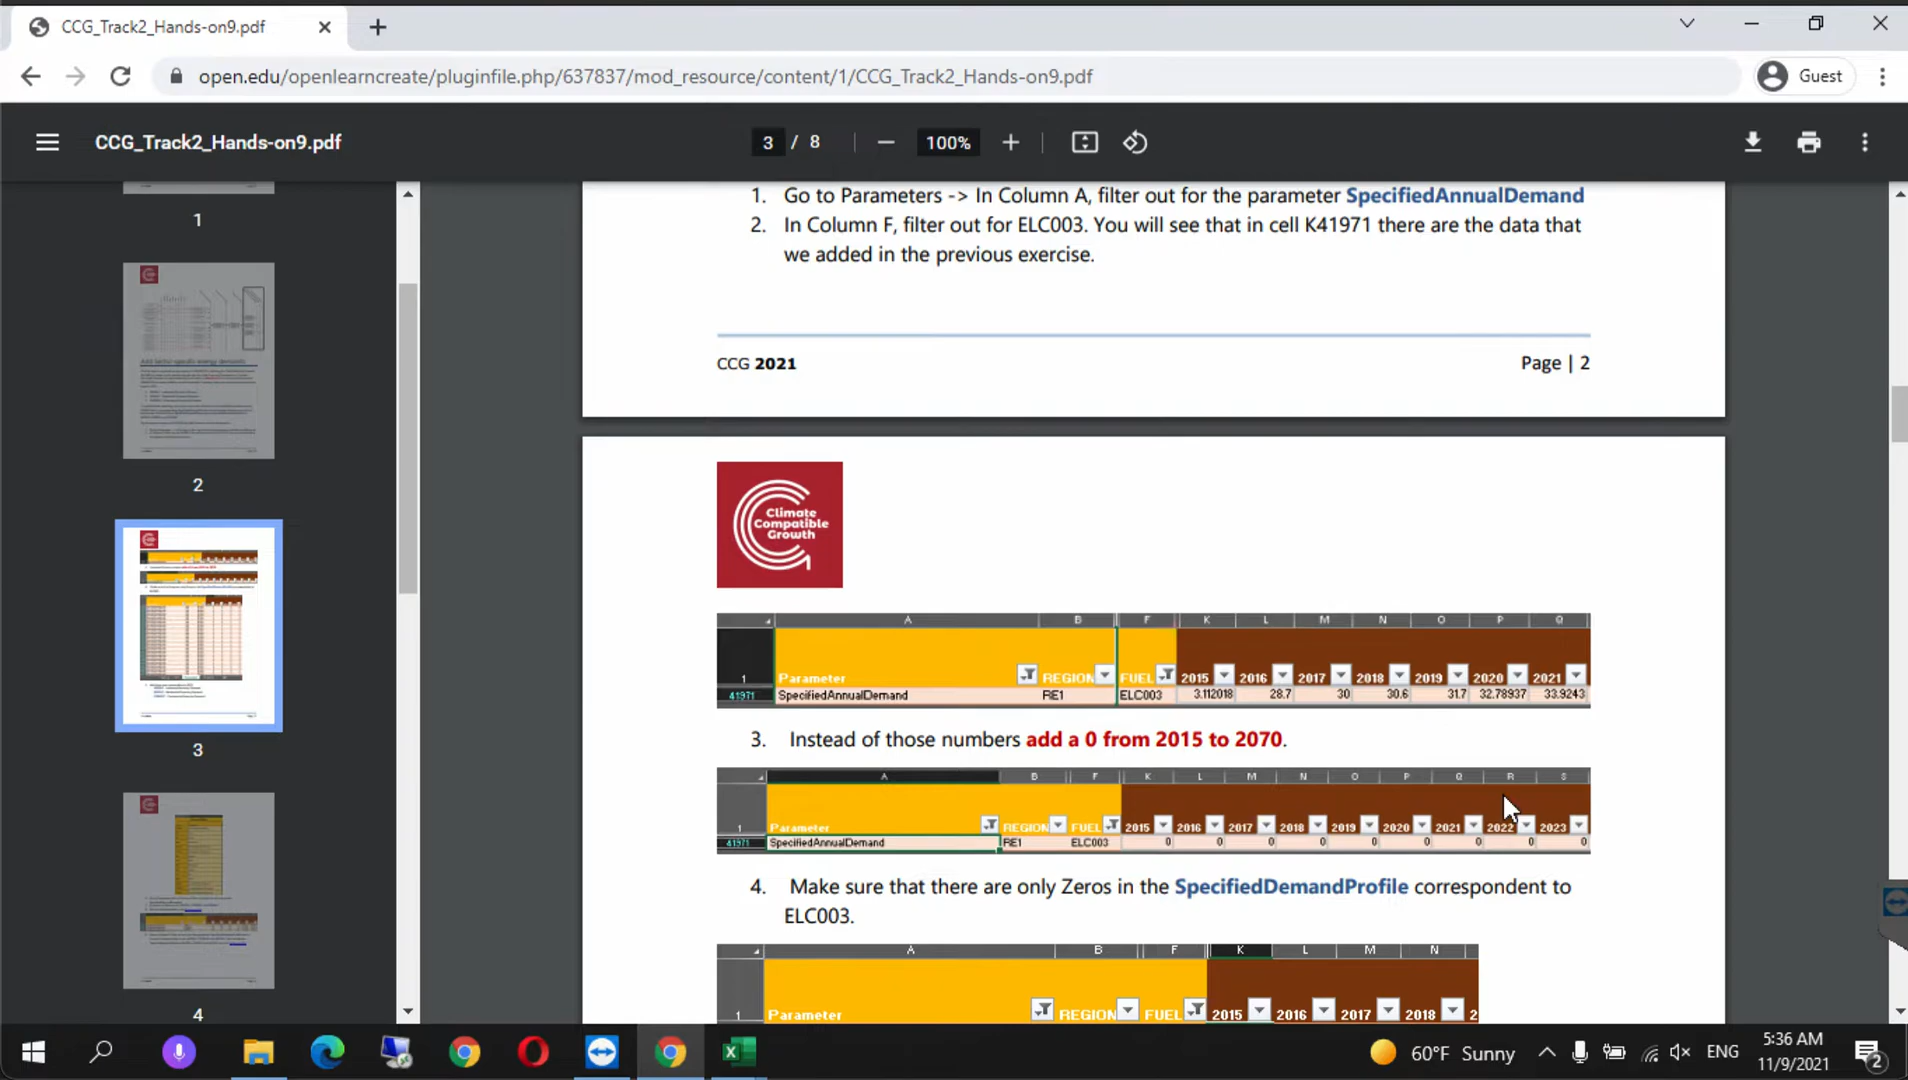 CCG_Track2_Hands-on9.pdf
open.edu/openlearncreate/pluginfile.php/637837/mod_resource/content/1/CCG_Track2_Hands-on9.pdf
Guest
CCG_Track2_Hands-on9.pdf
3 / 8
100%
1
2
3
4
1. Go to Parameters -> In Column A, filter out for the parameter SpecifiedAnnualDemand
2. In Column F, filter out for ELC003. You will see that in cell K41971 there are the data that
we added in the previous exercise.
CCG 2021
Page | 2
Climate
Compatible
Growth
A B F K L M N O P Q
1 Parameter REGION FUEL 2015 2016 2017 2018 2019 2020 2021
41971 SpecifiedAnnualDemand RE1 ELC003 3.112018 28.7 30 30.6 31.7 32.78937 33.9243
3. Instead of those numbers add a 0 from 2015 to 2070.
A B F K L M N O P Q R S
1 Parameter REGION FUEL 2015 2016 2017 2018 2019 2020 2021 2022 2023
41971 SpecifiedAnnualDemand RE1 ELC003 0 0 0 0 0 0 0 0 0
4. Make sure that there are only Zeros in the SpecifiedDemandProfile correspondent to
ELC003.
A B F K L M N
1 Parameter REGION FUEL 2015 2016 2017 2018 2
60°F Sunny
ENG
5:36 AM
11/9/2021
2